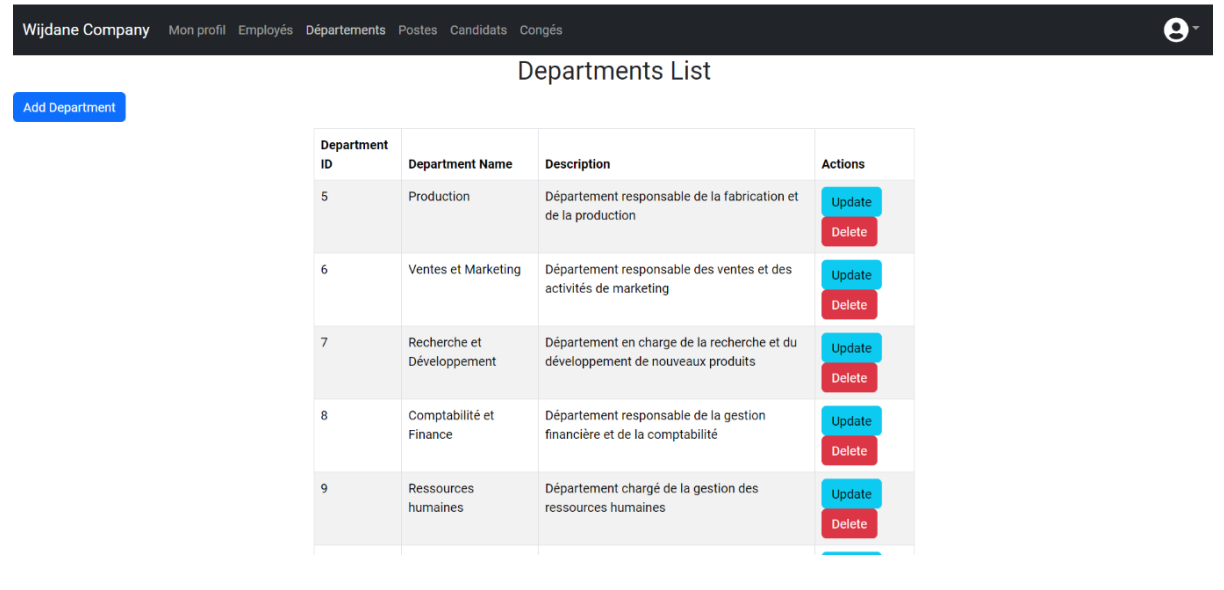 Wijdane Company Mon profil Employés Départements Postes Candidats Congés
Departments List
Add Department
Department
ID Department Name Description Actions
5 Production Département responsable de la fabrication et Update
de la production
Delete
6 Ventes et Marketing Département responsable des ventes et des Update
activités de marketing
Delete
7 Recherche et Département en charge de la recherche et du Update
Développement développement de nouveaux produits
Delete
8 Comptabilité et Département responsable de la gestion Update
Finance financière et de la comptabilité
Delete
9 Ressources Département chargé de la gestion des Update
humaines ressources humaines
Delete